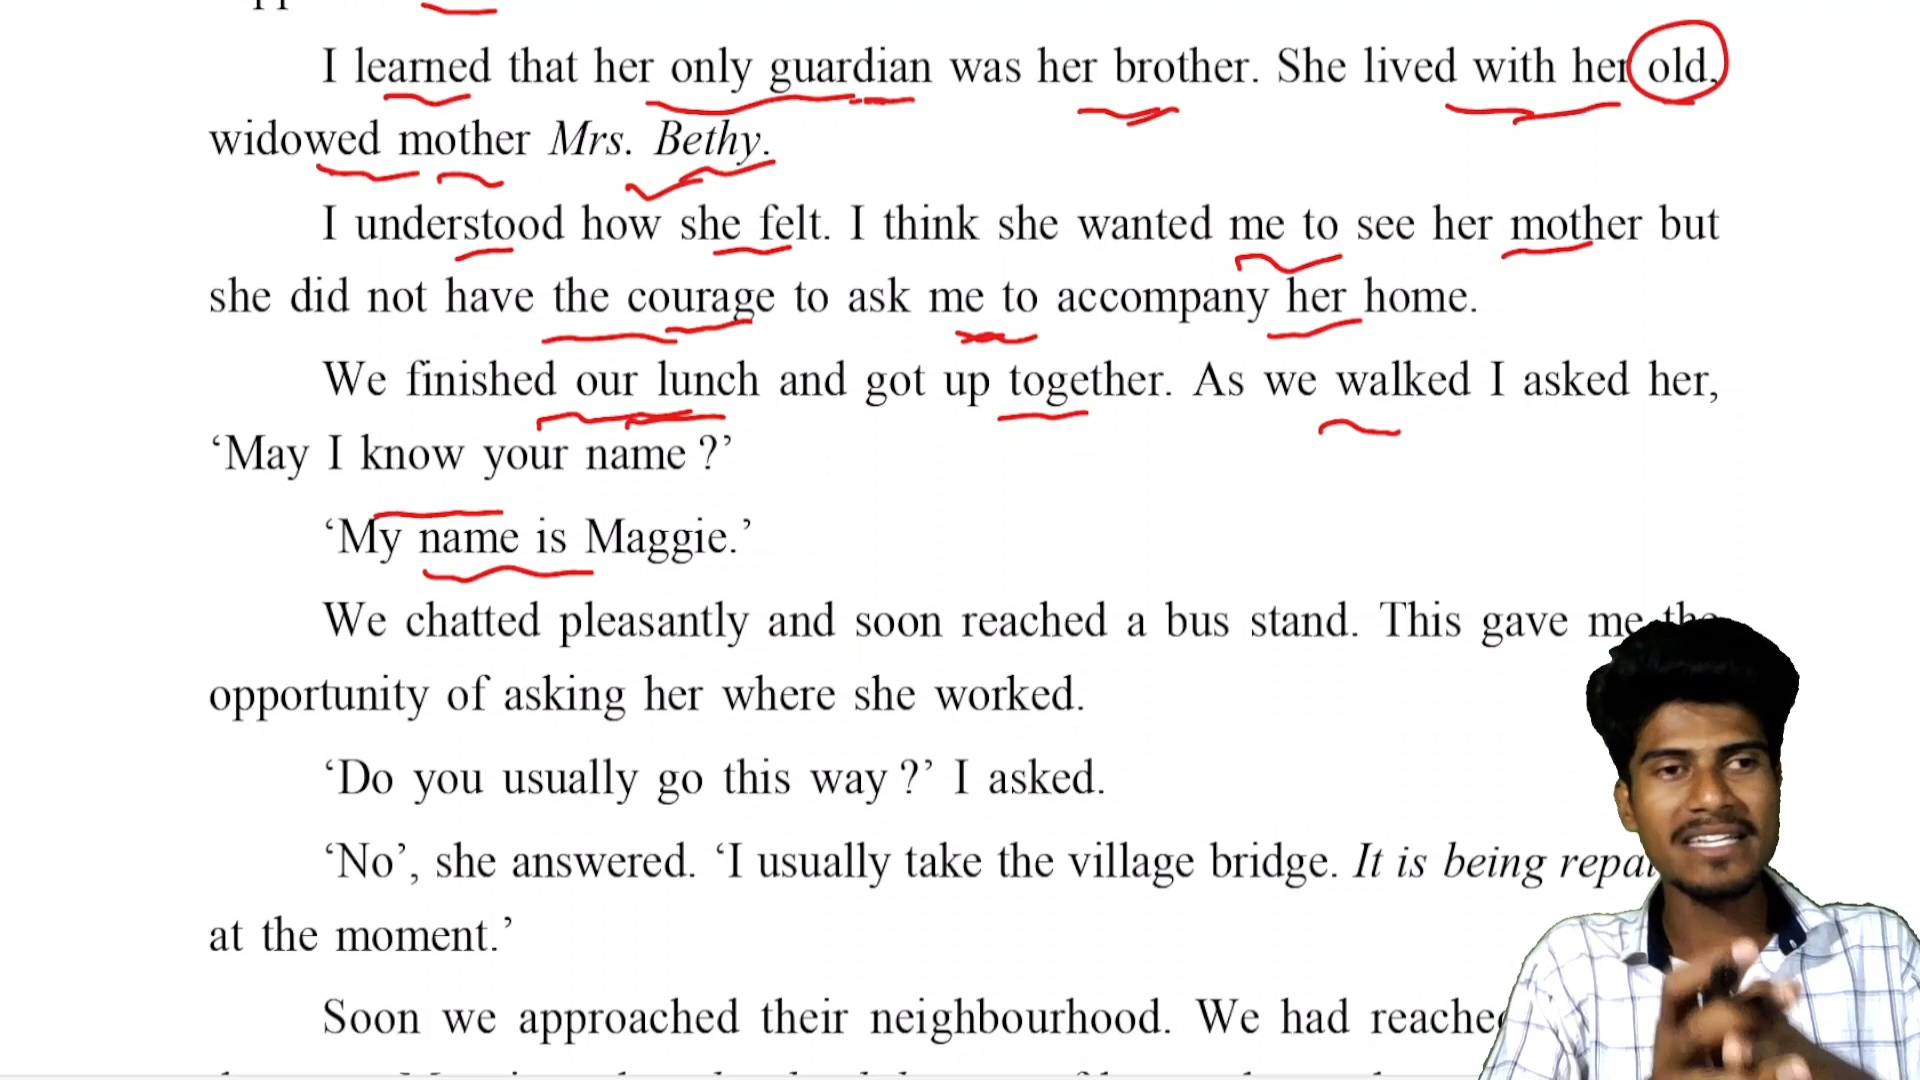 I learned that her only guardian was her brother. She lived with her old,
widowed mother Mrs. Bethy.
I understood how she felt. I think she wanted me to see her mother but
she did not have the courage to ask me to accompany her home.
We finished our lunch and got up together. As we walked I asked her,
‘May I know your name ?’
‘My name is Maggie.’
We chatted pleasantly and soon reached a bus stand. This gave me the
opportunity of asking her where she worked.
‘Do you usually go this way ?’ I asked.
‘No’, she answered. ‘I usually take the village bridge. It is being
at the moment.’
Soon we approached their neighbourhood. We had